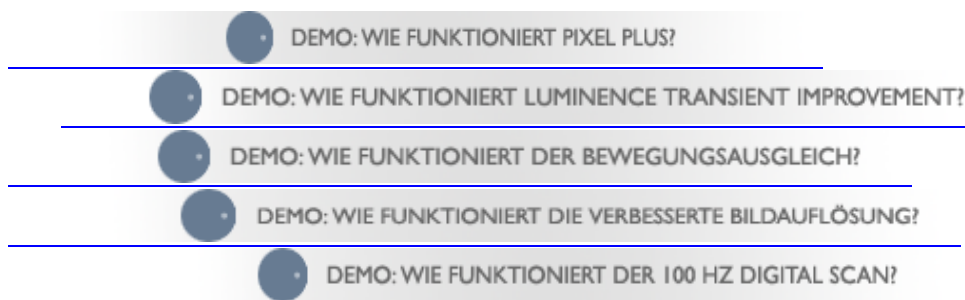 DEMO: WIE FUNKTIONIERT PIXEL PLUS?
DEMO: WIE FUNKTIONIERT LUMINENCE TRANSIENT IMPROVEMENT?
DEMO: WIE FUNKTIONIERT DER BEWEGUNGSAUSGLEICH?
DEMO: WIE FUNKTIONIERT DIE VERBESSERTE BILDAUFLÖSUNG?
DEMO: WIE FUNKTIONIERT DER 100 HZ DIGITAL SCAN?